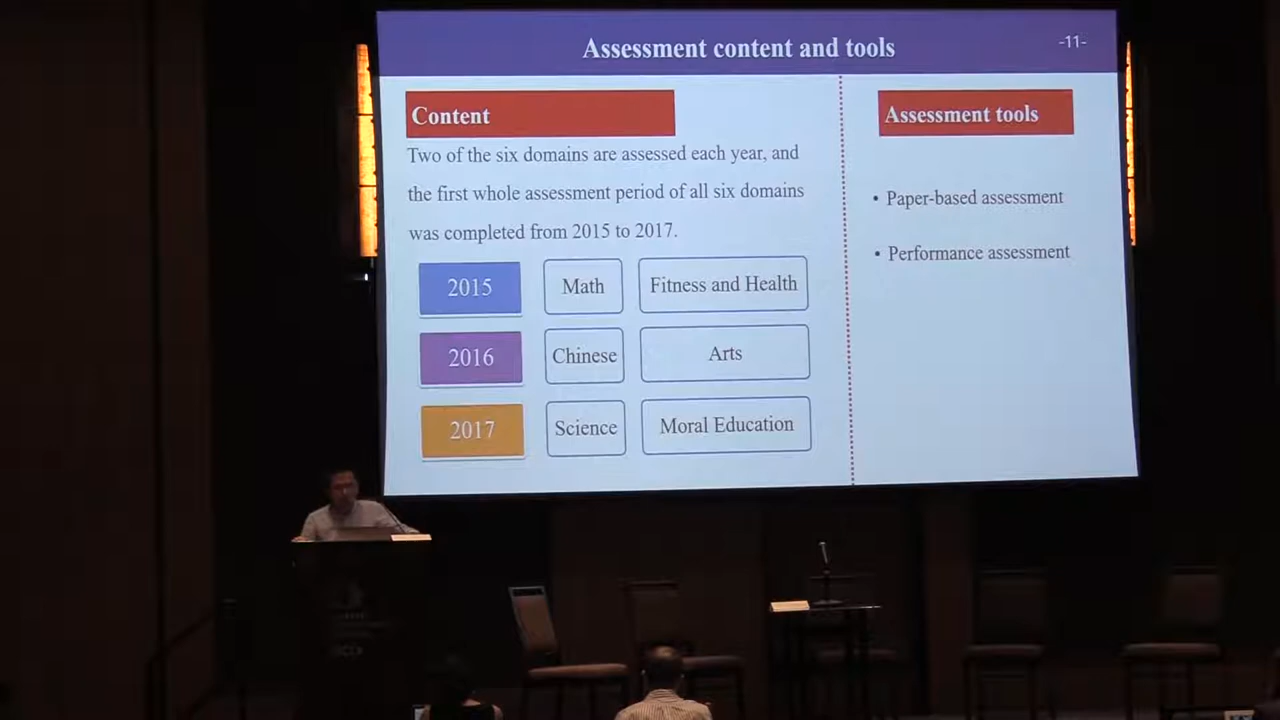 Assessment content and tools
-11-
Content
Two of the six domains are assessed each year, and
the first whole assessment period of all six domains
was completed from 2015 to 2017.
2015 Math Fitness and Health
2016 Chinese Arts
2017 Science Moral Education
Assessment tools
• Paper-based assessment
• Performance assessment